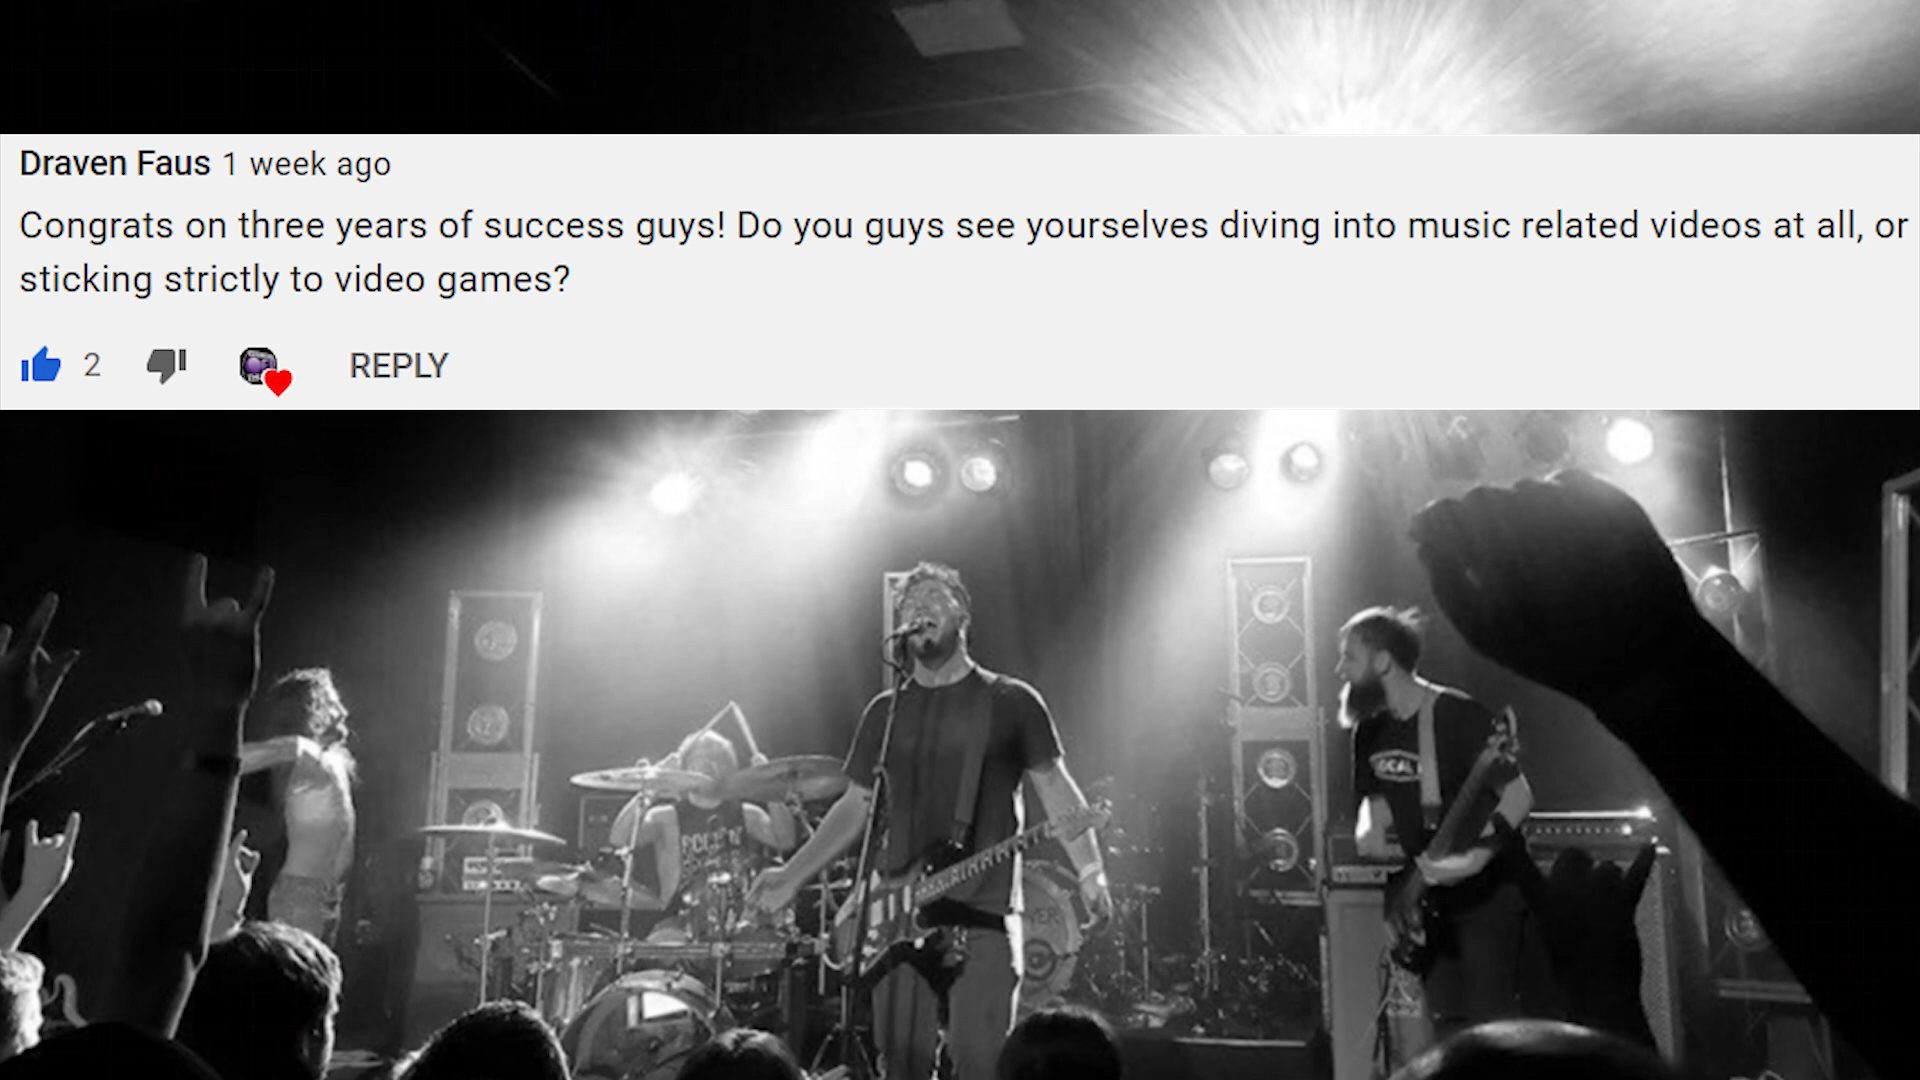 Draven Faus 1 week ago
Congrats on three years of success guys! Do you guys see yourselves diving into music related videos at all, or
sticking strictly to video games?
2 REPLY